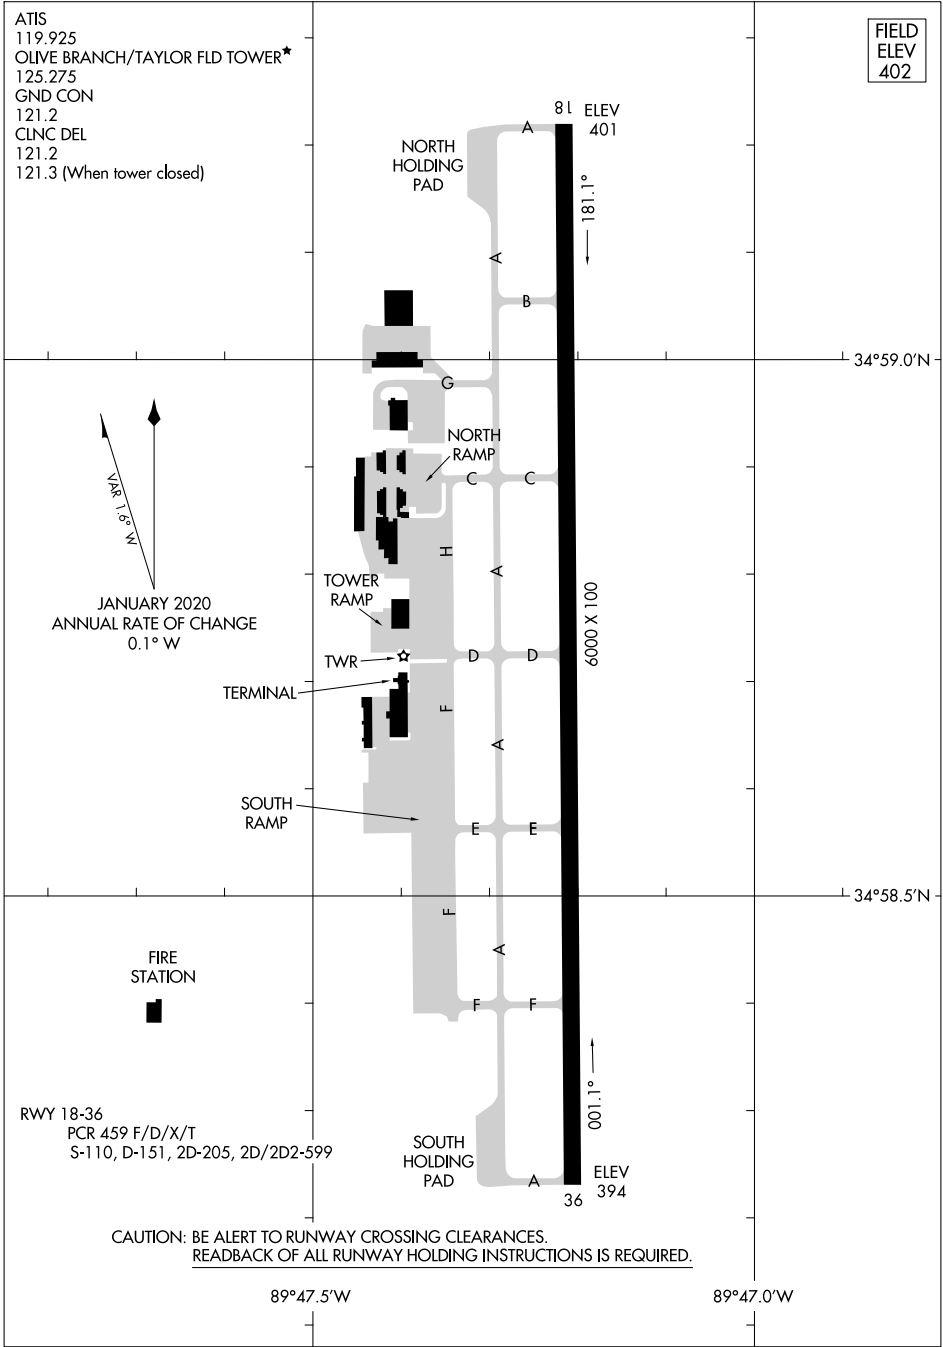 ATIS
119.925
OLIVE BRANCH/TAYLOR FLD TOWER★
125.275
GND CON
121.2
CLNC DEL
121.2
121.3 (When tower closed)
FIELD
ELEV
402
18
ELEV
401
A
NORTH
HOLDING
PAD
181.1°
A
B
34°59.0'N
G
NORTH
RAMP
C
C
VAR 1.6° W
H
A
TOWER
RAMP
JANUARY 2020
ANNUAL RATE OF CHANGE
0.1° W
6000 X 100
TWR
D
D
TERMINAL
F
A
SOUTH
RAMP
E
E
34°58.5'N
F
A
FIRE
STATION
F
F
001.1°
RWY 18-36
PCR 459 F/D/X/T
S-110, D-151, 2D-205, 2D/2D2-599
SOUTH
HOLDING
PAD
A
36
ELEV
394
CAUTION: BE ALERT TO RUNWAY CROSSING CLEARANCES.
READBACK OF ALL RUNWAY HOLDING INSTRUCTIONS IS REQUIRED.
89°47.5'W
89°47.0'W